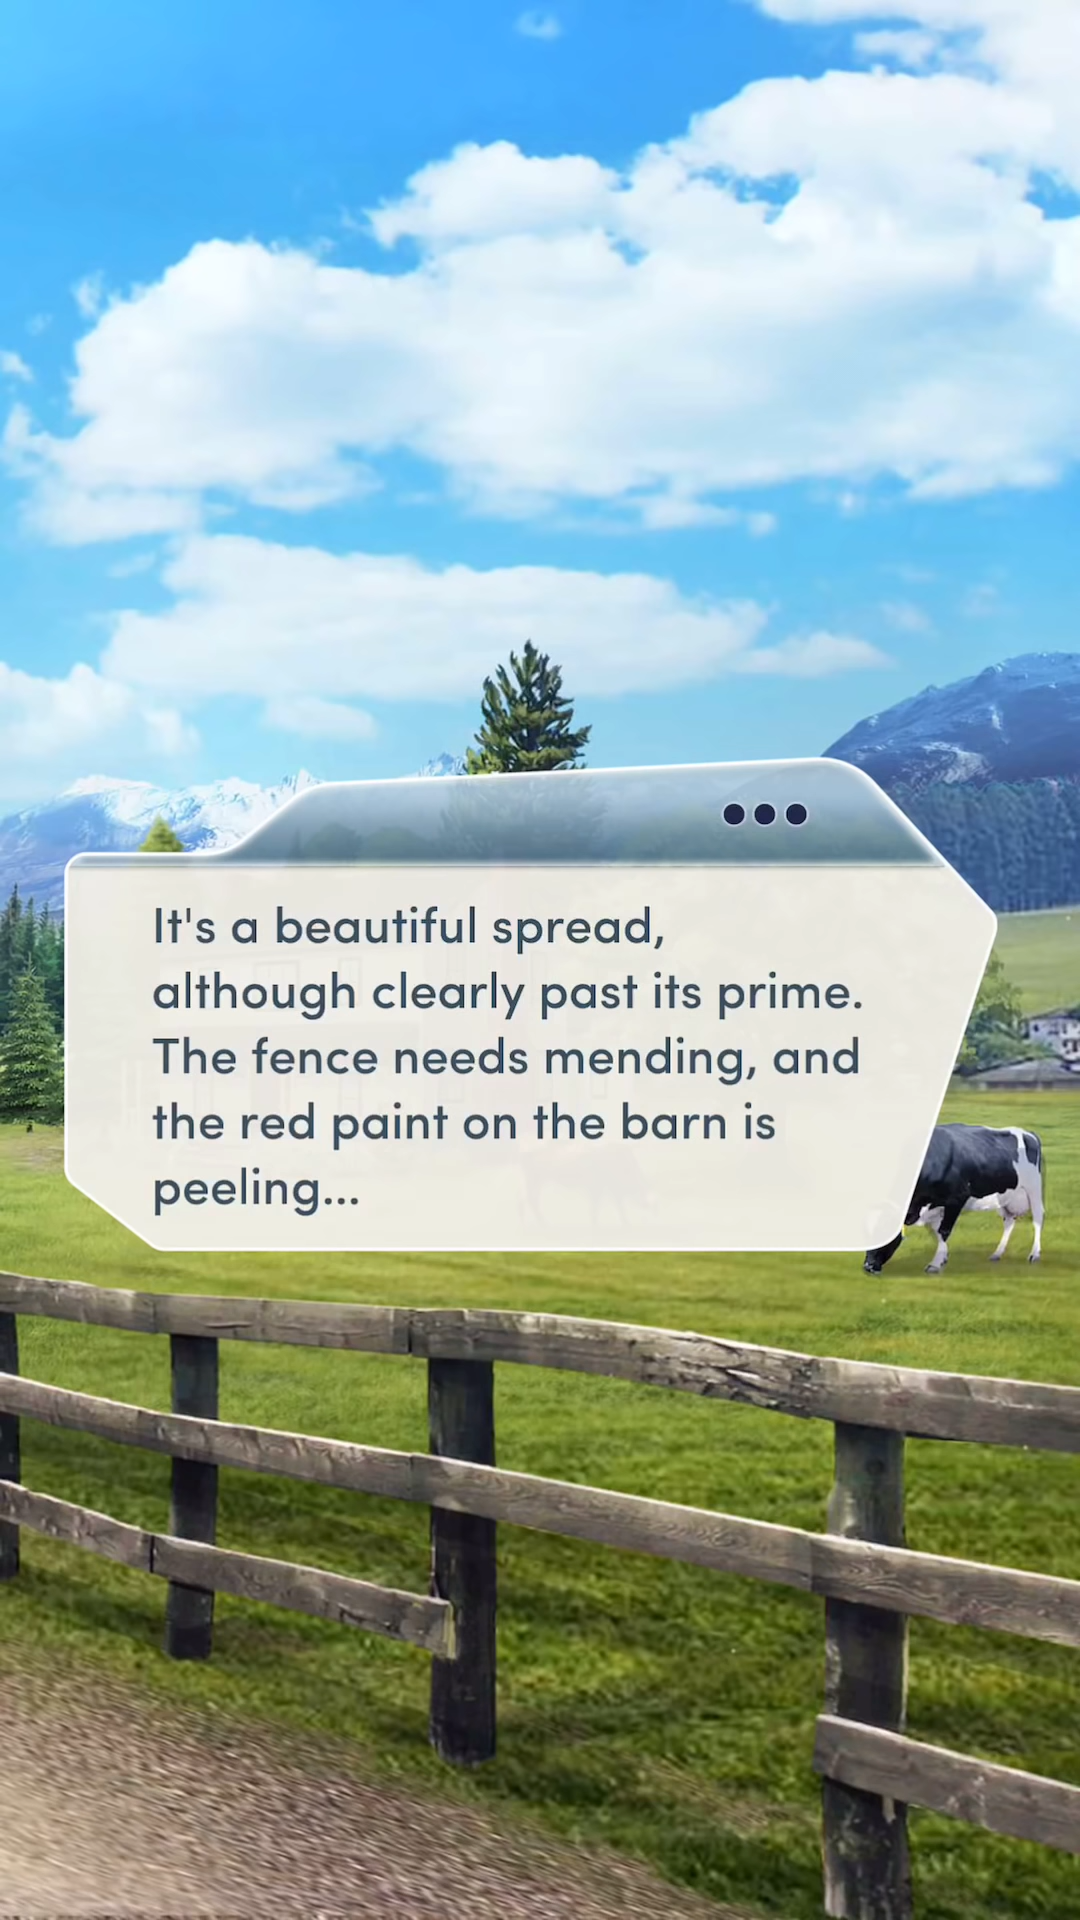 It's a beautiful spread,
although clearly past its prime.
The fence needs mending, and
the red paint on the barn is
peeling...